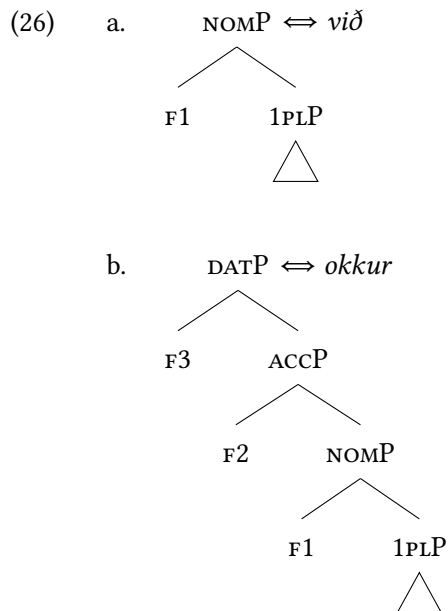 (26) a. NOMP ⇔ við
F1 1PLP
b. DATP ⇔ okkur
F3 ACCP
F2 NOMP
F1 1PLP